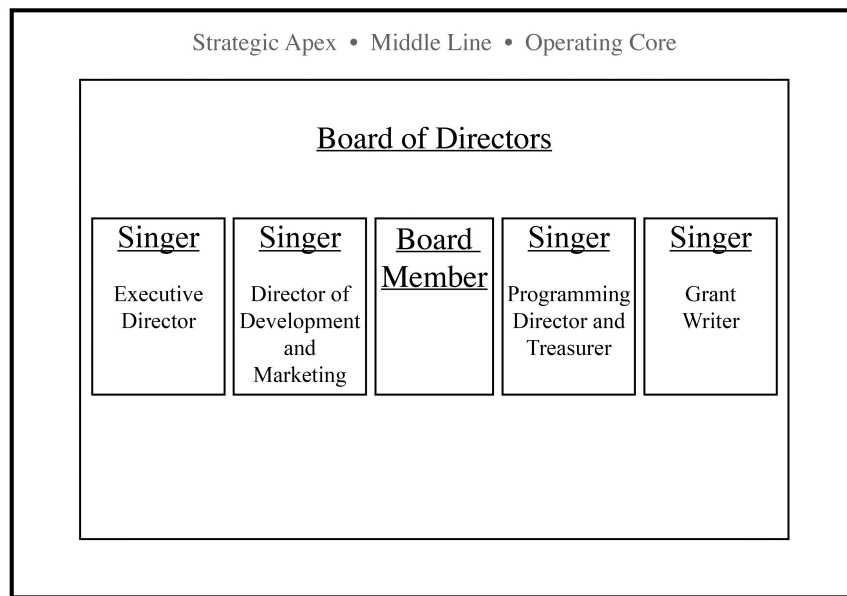 Strategic Apex • Middle Line • Operating Core
Board of Directors
Singer
Executive
Director
Singer
Director of
Development
and
Marketing
Board
Member
Singer
Programming
Director and
Treasurer
Singer
Grant
Writer